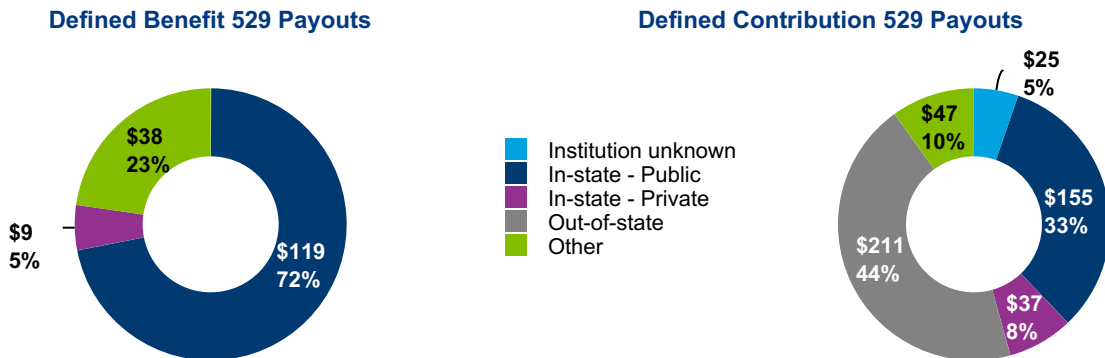 Defined Benefit 529 Payouts
$38
23%
$9
5%
$119
72%
Institution unknown
In-state - Public
In-state - Private
Out-of-state
Other
Defined Contribution 529 Payouts
$25
5%
$47
10%
$155
33%
$211
44%
$37
8%